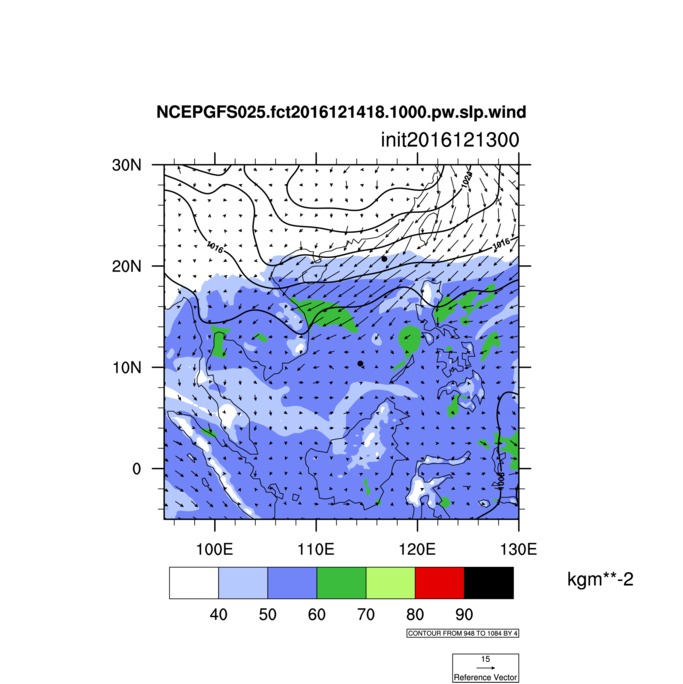 NCEPGFS025.fct2016121418.1000.pw.slp.wind
init2016121300
30N
1024
1016
1016
20N
10N
0
1008
100E 110E 120E 130E
kgm**-2
40 50 60 70 80 90
CONTOUR FROM 948 TO 1084 BY 4
15
Reference Vector